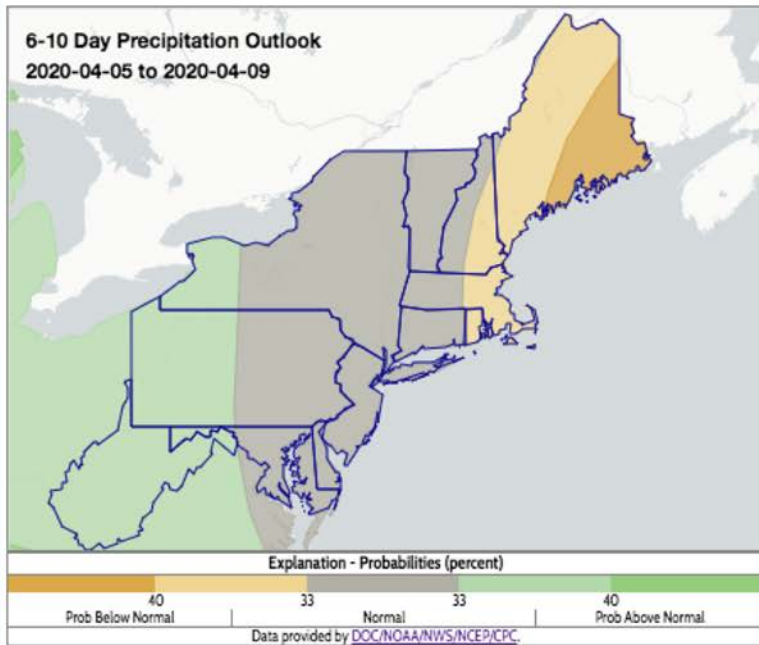 6-10 Day Precipitation Outlook
2020-04-05 to 2020-04-09
Explanation - Probabilities (percent)
40 33 33 40
Prob Below Normal Normal Prob Above Normal
Data provided by DOC/NOAA/NWS/NCEP/CPC.